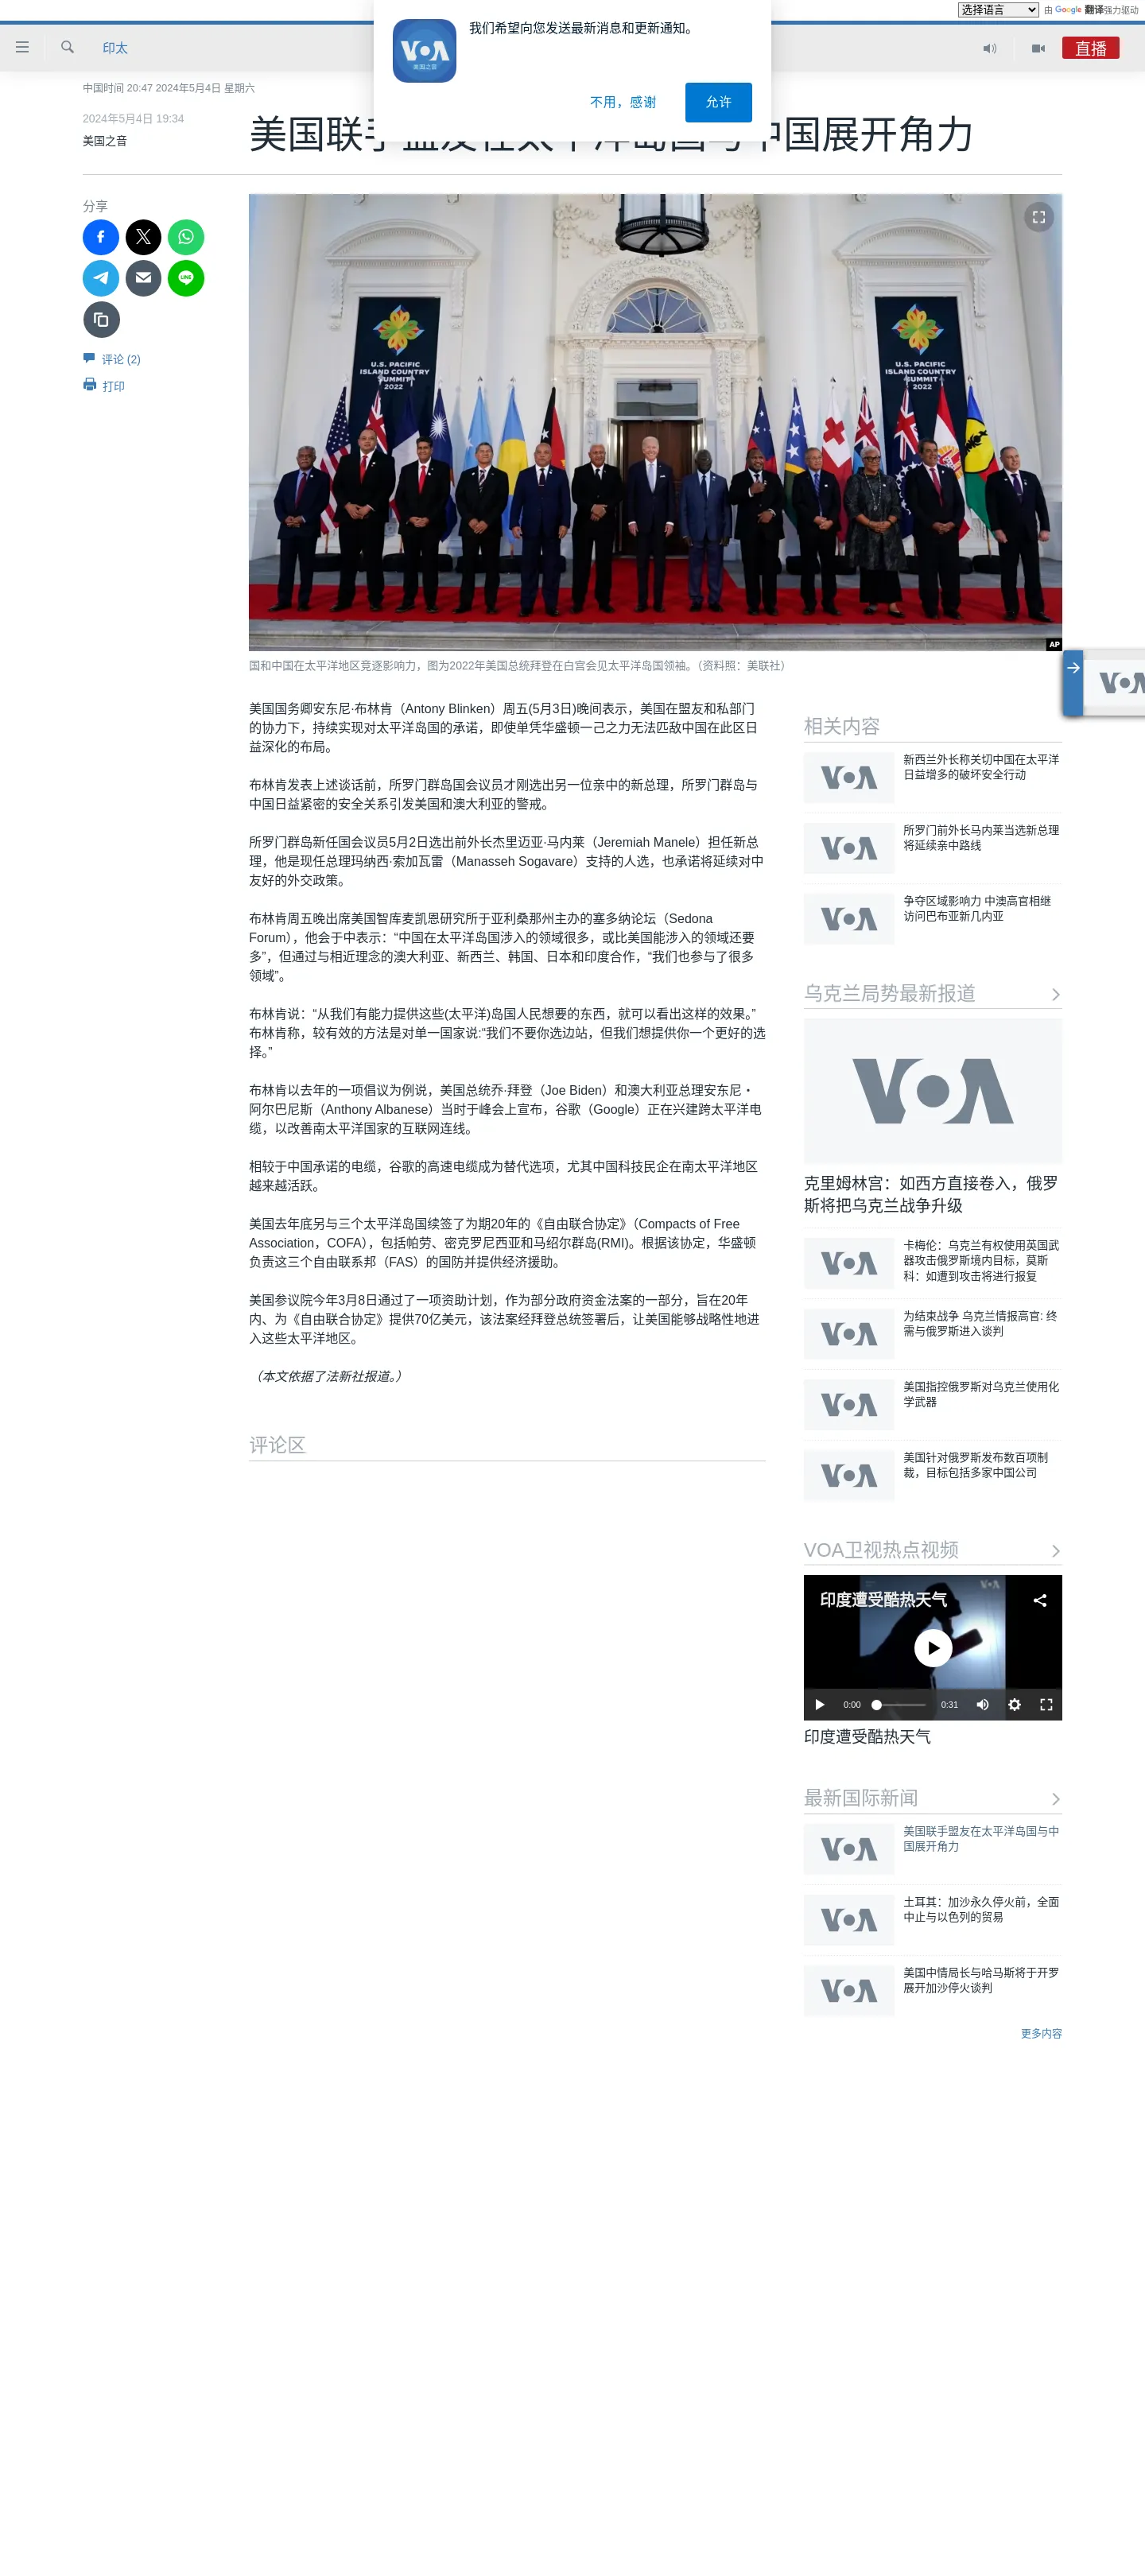 选择语言
由 Google 翻译强力驱动
我们希望向您发送最新消息和更新通知。
VOA
美国之音
不用，感谢
允许
印太
直播
中国时间 20:47 2024年5月4日 星期六
2024年5月4日 19:34
美国之音
美国联手盟友在太平洋岛国与中国展开角力
分享
LINE
评论 (2)
打印
U.S. PACIFIC
ISLAND COUNTRY
SUMMIT
2022
U.S. PACIFIC
ISLAND COUNTRY
SUMMIT
2022
AP
国和中国在太平洋地区竞逐影响力，图为2022年美国总统拜登在白宫会见太平洋岛国领袖。（资料照：美联社）
美国国务卿安东尼·布林肯（Antony Blinken）周五(5月3日)晚间表示，美国在盟友和私部门
的协力下，持续实现对太平洋岛国的承诺，即使单凭华盛顿一己之力无法匹敌中国在此区日
益深化的布局。
布林肯发表上述谈话前，所罗门群岛国会议员才刚选出另一位亲中的新总理，所罗门群岛与
中国日益紧密的安全关系引发美国和澳大利亚的警戒。
所罗门群岛新任国会议员5月2日选出前外长杰里迈亚·马内莱（Jeremiah Manele）担任新总
理，他是现任总理玛纳西·索加瓦雷（Manasseh Sogavare）支持的人选，也承诺将延续对中
友好的外交政策。
布林肯周五晚出席美国智库麦凯恩研究所于亚利桑那州主办的塞多纳论坛（Sedona
Forum），他会于中表示：“中国在太平洋岛国涉入的领域很多，或比美国能涉入的领域还要
多”，但通过与相近理念的澳大利亚、新西兰、韩国、日本和印度合作，“我们也参与了很多
领域”。
布林肯说：“从我们有能力提供这些(太平洋)岛国人民想要的东西，就可以看出这样的效果。”
布林肯称，较有效的方法是对单一国家说:“我们不要你选边站，但我们想提供你一个更好的选
择。”
布林肯以去年的一项倡议为例说，美国总统乔·拜登（Joe Biden）和澳大利亚总理安东尼・
阿尔巴尼斯（Anthony Albanese）当时于峰会上宣布，谷歌（Google）正在兴建跨太平洋电
缆，以改善南太平洋国家的互联网连线。
相较于中国承诺的电缆，谷歌的高速电缆成为替代选项，尤其中国科技民企在南太平洋地区
越来越活跃。
美国去年底另与三个太平洋岛国续签了为期20年的《自由联合协定》（Compacts of Free
Association，COFA），包括帕劳、密克罗尼西亚和马绍尔群岛(RMI)。根据该协定，华盛顿
负责这三个自由联系邦（FAS）的国防并提供经济援助。
美国参议院今年3月8日通过了一项资助计划，作为部分政府资金法案的一部分，旨在20年
内、为《自由联合协定》提供70亿美元，该法案经拜登总统签署后，让美国能够战略性地进
入这些太平洋地区。
（本文依据了法新社报道。）
评论区
相关内容
VOA
新西兰外长称关切中国在太平洋
日益增多的破坏安全行动
VOA
所罗门前外长马内莱当选新总理
将延续亲中路线
VOA
争夺区域影响力 中澳高官相继
访问巴布亚新几内亚
乌克兰局势最新报道
VOA
克里姆林宫：如西方直接卷入，俄罗
斯将把乌克兰战争升级
VOA
卡梅伦：乌克兰有权使用英国武
器攻击俄罗斯境内目标，莫斯
科：如遭到攻击将进行报复
VOA
为结束战争 乌克兰情报高官: 终
需与俄罗斯进入谈判
VOA
美国指控俄罗斯对乌克兰使用化
学武器
VOA
美国针对俄罗斯发布数百项制
裁，目标包括多家中国公司
VOA卫视热点视频
VOA
印度遭受酷热天气
0:00
0:31
印度遭受酷热天气
最新国际新闻
VOA
美国联手盟友在太平洋岛国与中
国展开角力
VOA
土耳其：加沙永久停火前，全面
中止与以色列的贸易
VOA
美国中情局长与哈马斯将于开罗
展开加沙停火谈判
更多内容